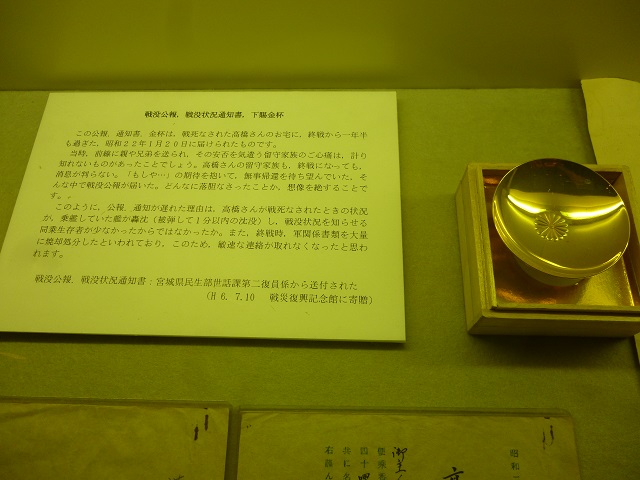 戦没公報，戦没状況通知書，下賜金杯
この公報，通知書，金杯は，戦死なされた高橋さんのお宅に，終戦から一年半
も過ぎた，昭和２２年１月２０日に届けられたものです。
当時，前線に親や兄弟を送られ，その安否を気遣う留守家族のご心痛は，計り
知れないものがあったことでしょう。高橋さんの留守家族も，終戦になっても，
消息が判らない。「もしや…」の期待を抱いて，無事帰還を待ち望んでいた，そ
んな中で戦没公報が届いた。どんなに落胆なさったことか，想像を絶することで
す。
このように，公報，通知が遅れた理由は，高橋さんが戦死なされたときの状況
が，乗艦していた艦が轟沈（被弾して１分以内の沈没）し，戦没状況を知らせる
同乗生存者が少なかったからではなかったか。また，終戦時，軍関係書類を大量
に焼却処分したといわれており，このため，敏速な連絡が取れなくなったと思わ
れます。
戦没公報，戦没状況通知書：宮城県民生部世話課第二復員係から送付された
（H 6. 7.10　戦災復興記念館に寄贈）
昭和